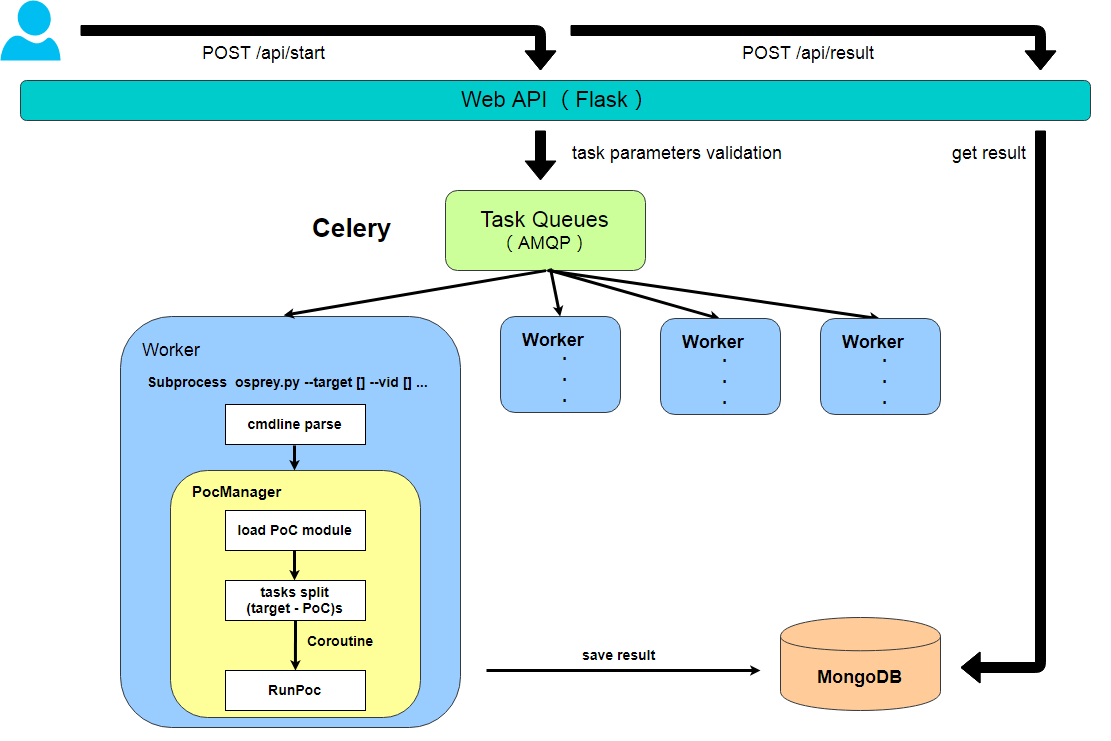 POST /api/start
POST /api/result
Web API （ Flask ）
task parameters validation
get result
Celery
Task Queues
（ AMQP ）
Worker
Subprocess osprey.py --target [] --vid [] ...
cmdline parse
PocManager
load PoC module
tasks split
(target - PoC)s
Coroutine
RunPoc
Worker
.
.
.
Worker
.
.
.
Worker
.
.
.
save result
MongoDB